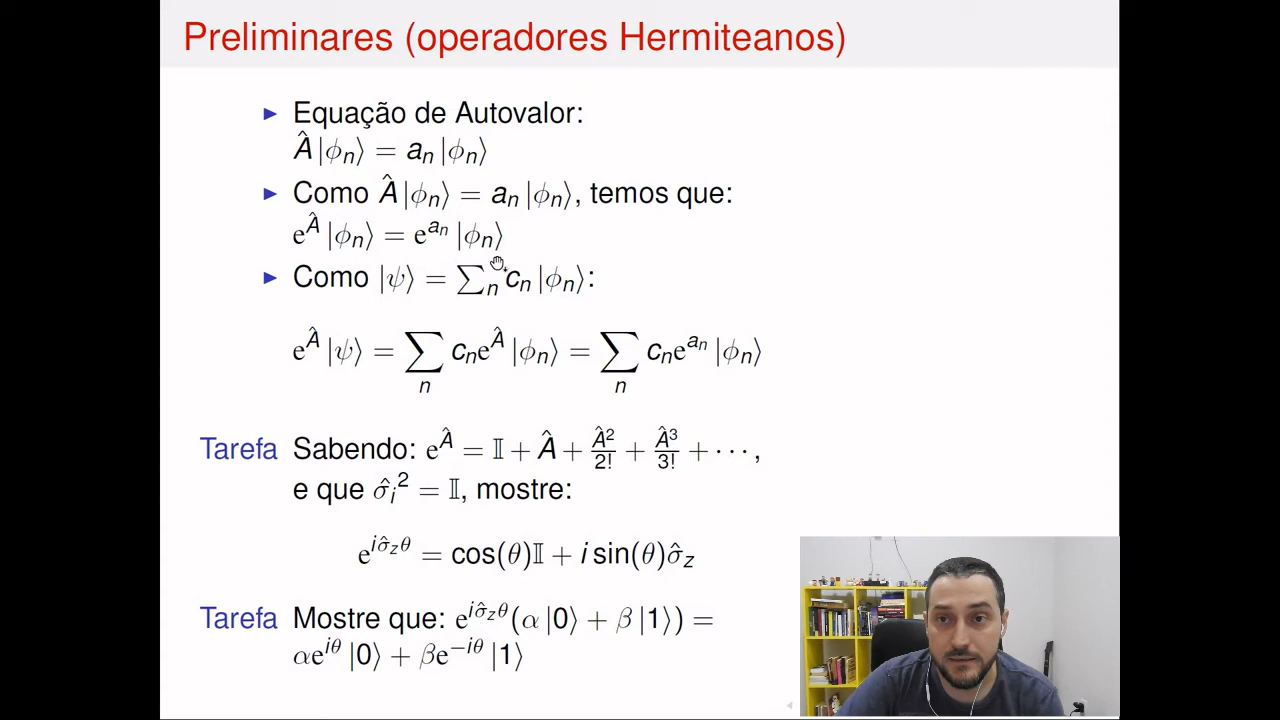 Preliminares (operadores Hermiteanos)
▶ Equação de Autovalor:
Â|ϕₙ⟩ = aₙ|ϕₙ⟩
▶ Como Â|ϕₙ⟩ = aₙ|ϕₙ⟩, temos que:
e^Â |ϕₙ⟩ = e^{aₙ} |ϕₙ⟩
▶ Como |ψ⟩ = ∑ₙ cₙ|ϕₙ⟩:
e^Â |ψ⟩ = ∑ₙ cₙe^Â |ϕₙ⟩ = ∑ₙ cₙe^{aₙ} |ϕₙ⟩
Tarefa Sabendo: e^Â = 𝕀 + Â + Â²/2! + Â³/3! + ⋯,
e que σ̂ᵢ² = 𝕀, mostre:
e^{iσ̂_zθ} = cos(θ)𝕀 + i sin(θ)σ̂_z
Tarefa Mostre que: e^{iσ̂_zθ}(α|0⟩ + β|1⟩) =
αe^{iθ}|0⟩ + βe^{−iθ}|1⟩